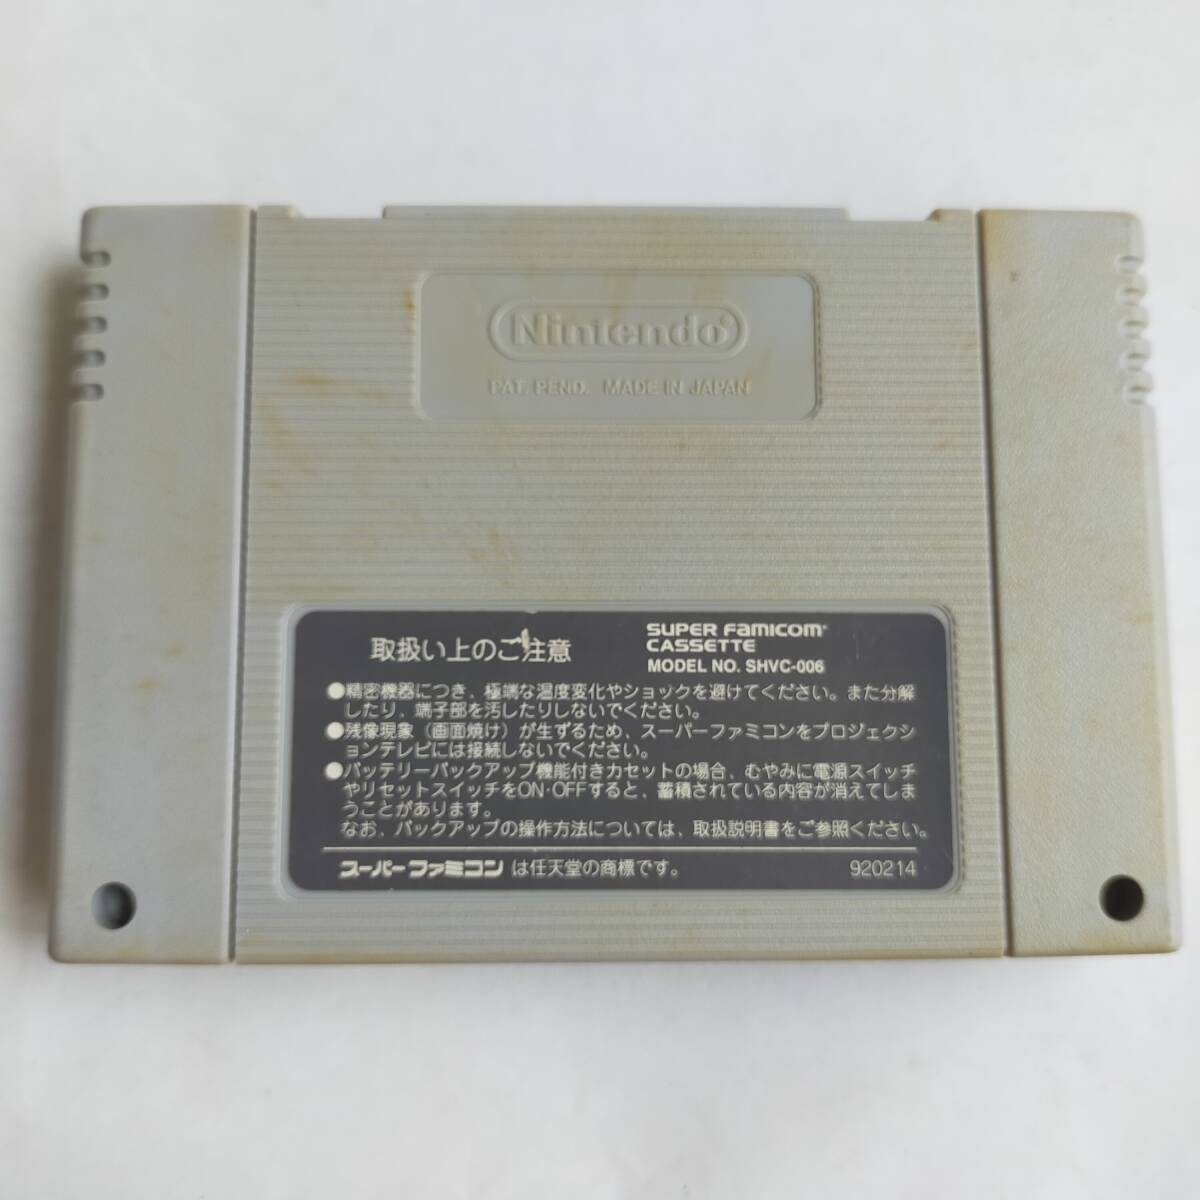 Nintendo®
PAT. PEND. MADE IN JAPAN
取扱い上のご注意
SUPER FAMICOM
CASSETTE
MODEL NO. SHVC-006
●精密機器につき、極端な温度変化やショックを避けてください。また分解
したり、端子部を汚したりしないでください。
●残像現象（画面焼け）が生ずるため、スーパーファミコンをプロジェクシ
ョンテレビには接続しないでください。
●バッテリーバックアップ機能付きカセットの場合、むやみに電源スイッチ
やリセットスイッチをON・OFFすると、蓄積されている内容が消えてしま
うことがあります。
なお、バックアップの操作方法については、取扱説明書をご参照ください。
スーパーファミコンは任天堂の商標です。 920214